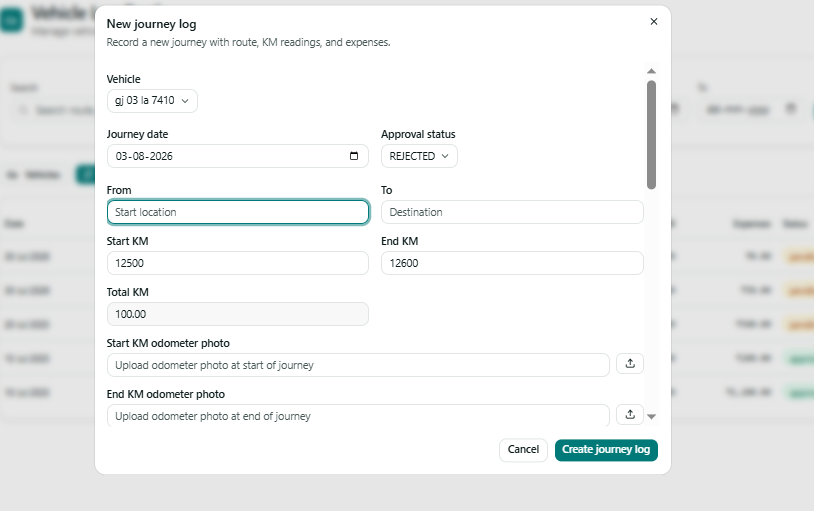 New journey log
Record a new journey with route, KM readings, and expenses.
Vehicle
gj 03 la 7410
Journey date
Approval status
03-08-2026
REJECTED
From
To
Start location
Destination
Start KM
End KM
12500
12600
Total KM
100.00
Start KM odometer photo
Upload odometer photo at start of journey
End KM odometer photo
Upload odometer photo at end of journey
Cancel
Create journey log